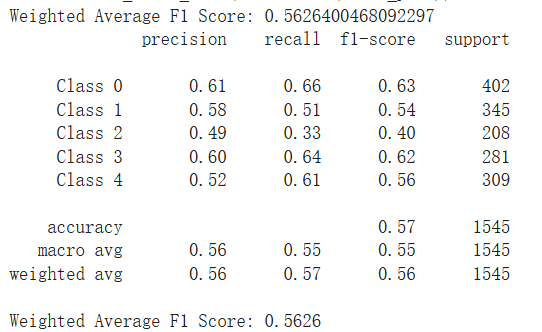 Weighted Average F1 Score: 0.5626400468092297
precision recall f1-score support
Class 0 0.61 0.66 0.63 402
Class 1 0.58 0.51 0.54 345
Class 2 0.49 0.33 0.40 208
Class 3 0.60 0.64 0.62 281
Class 4 0.52 0.61 0.56 309
accuracy 0.57 1545
macro avg 0.56 0.55 0.55 1545
weighted avg 0.56 0.57 0.56 1545
Weighted Average F1 Score: 0.5626